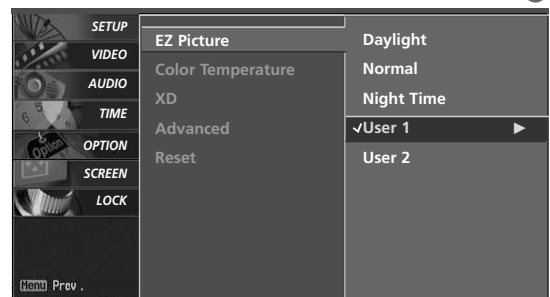 SETUP
VIDEO
AUDIO
TIME
OPTION
SCREEN
LOCK
Menu Prev .
EZ Picture
Color Temperature
XD
Advanced
Reset
Daylight
Normal
Night Time
✓User 1 ▶
User 2